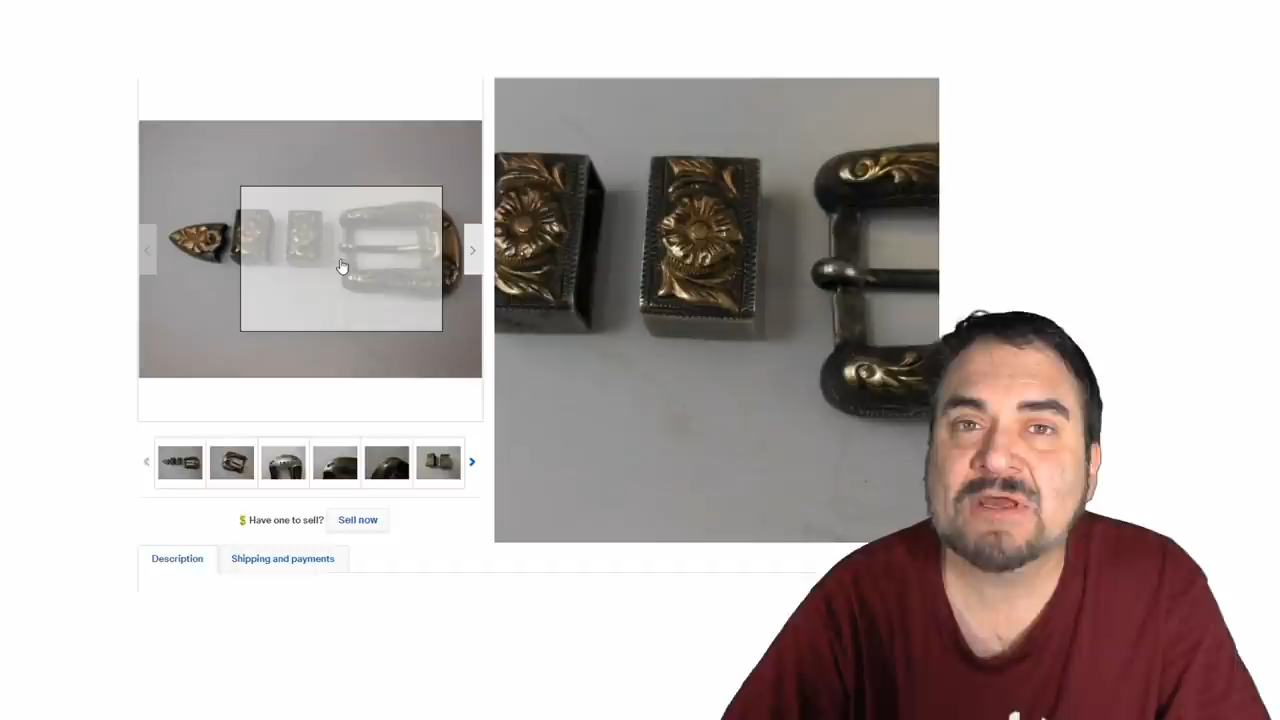 $ Have one to sell? Sell now
Description Shipping and payments